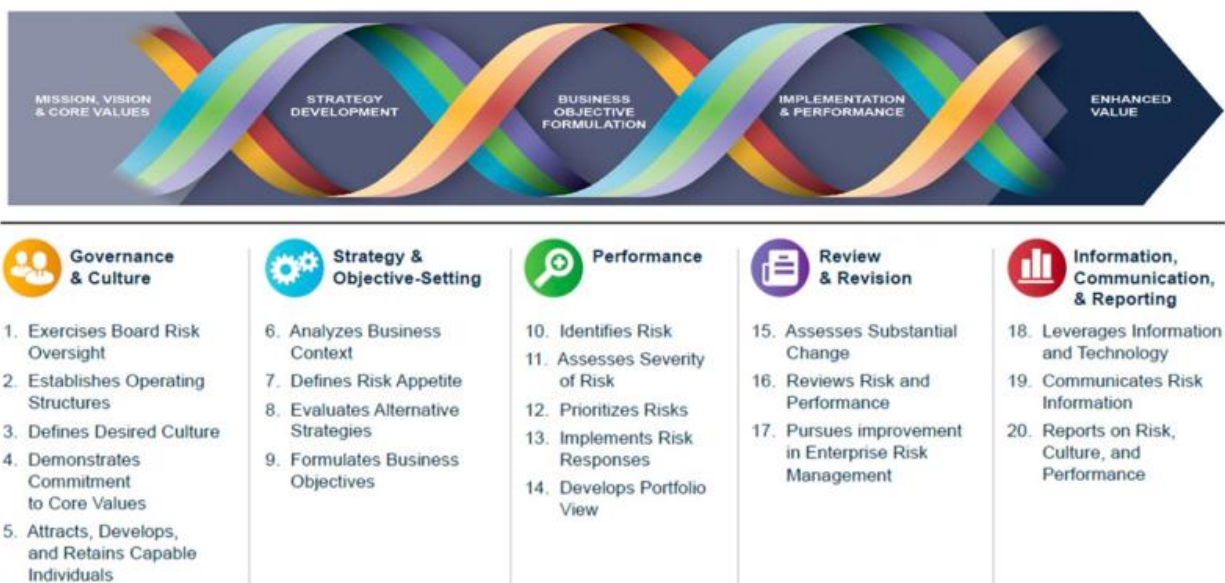 MISSION, VISION
& CORE VALUES
STRATEGY
DEVELOPMENT
BUSINESS
OBJECTIVE
FORMULATION
IMPLEMENTATION
& PERFORMANCE
ENHANCED
VALUE
Governance
& Culture
1. Exercises Board Risk
Oversight
2. Establishes Operating
Structures
3. Defines Desired Culture
4. Demonstrates
Commitment
to Core Values
5. Attracts, Develops,
and Retains Capable
Individuals
Strategy &
Objective-Setting
6. Analyzes Business
Context
7. Defines Risk Appetite
8. Evaluates Alternative
Strategies
9. Formulates Business
Objectives
Performance
10. Identifies Risk
11. Assesses Severity
of Risk
12. Prioritizes Risks
13. Implements Risk
Responses
14. Develops Portfolio
View
Review
& Revision
15. Assesses Substantial
Change
16. Reviews Risk and
Performance
17. Pursues improvement
in Enterprise Risk
Management
Information,
Communication,
& Reporting
18. Leverages Information
and Technology
19. Communicates Risk
Information
20. Reports on Risk,
Culture, and
Performance